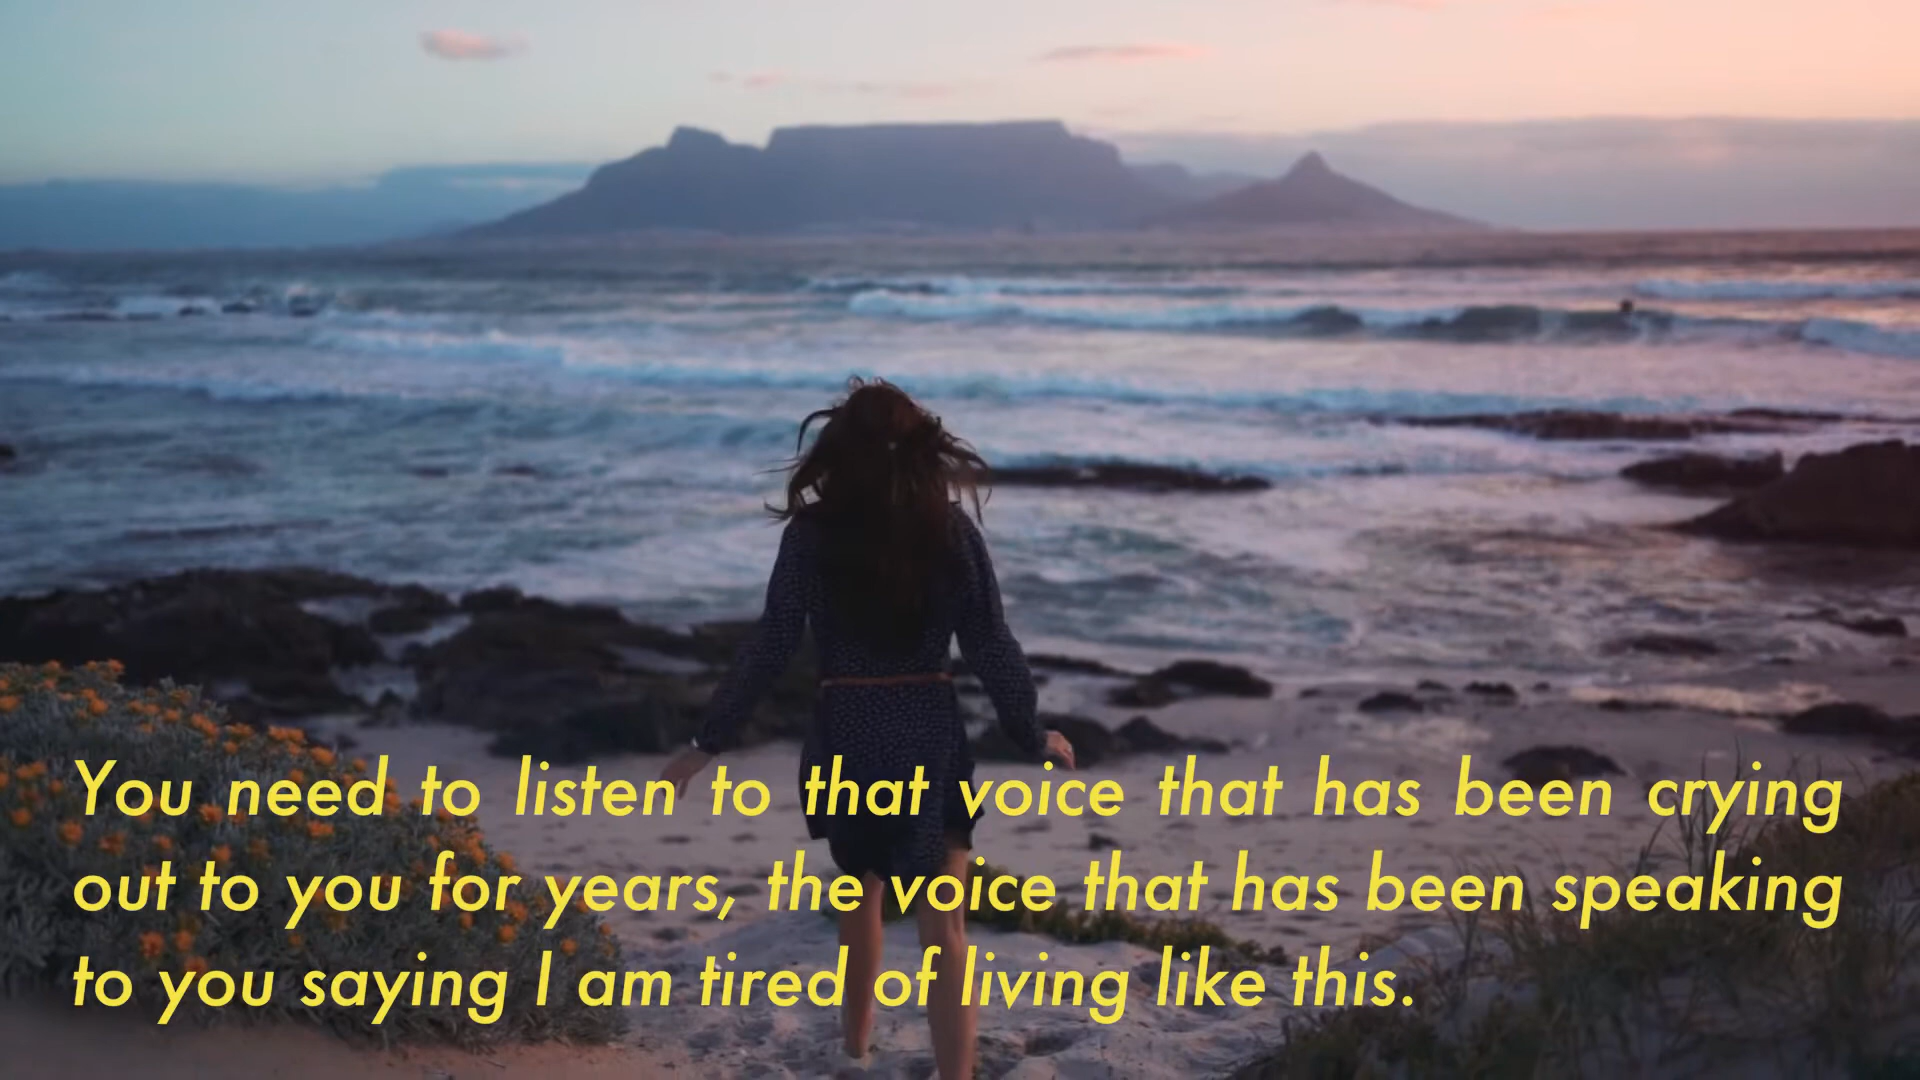 You need to listen to that voice that has been crying
out to you for years, the voice that has been speaking
to you saying I am tired of living like this.